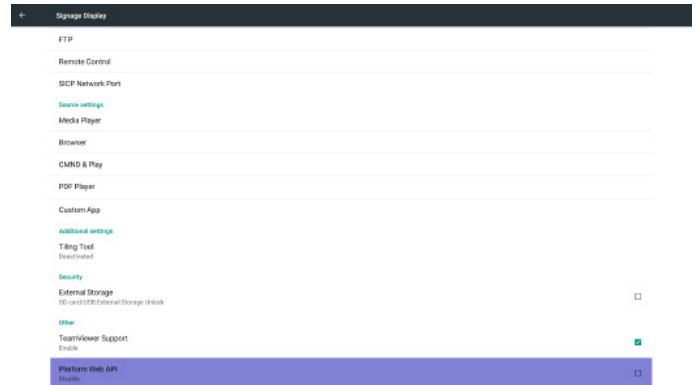 Signage Display
FTP
Remote Control
SICP Network Port
Source settings
Media Player
Browser
CMND & Play
PDF Player
Custom App
Additional settings
Tiling Tool
Deactivated
Security
External Storage
SD card/USB External Storage Unlock
Other
TeamViewer Support
Enable
Platform Web API
Disable